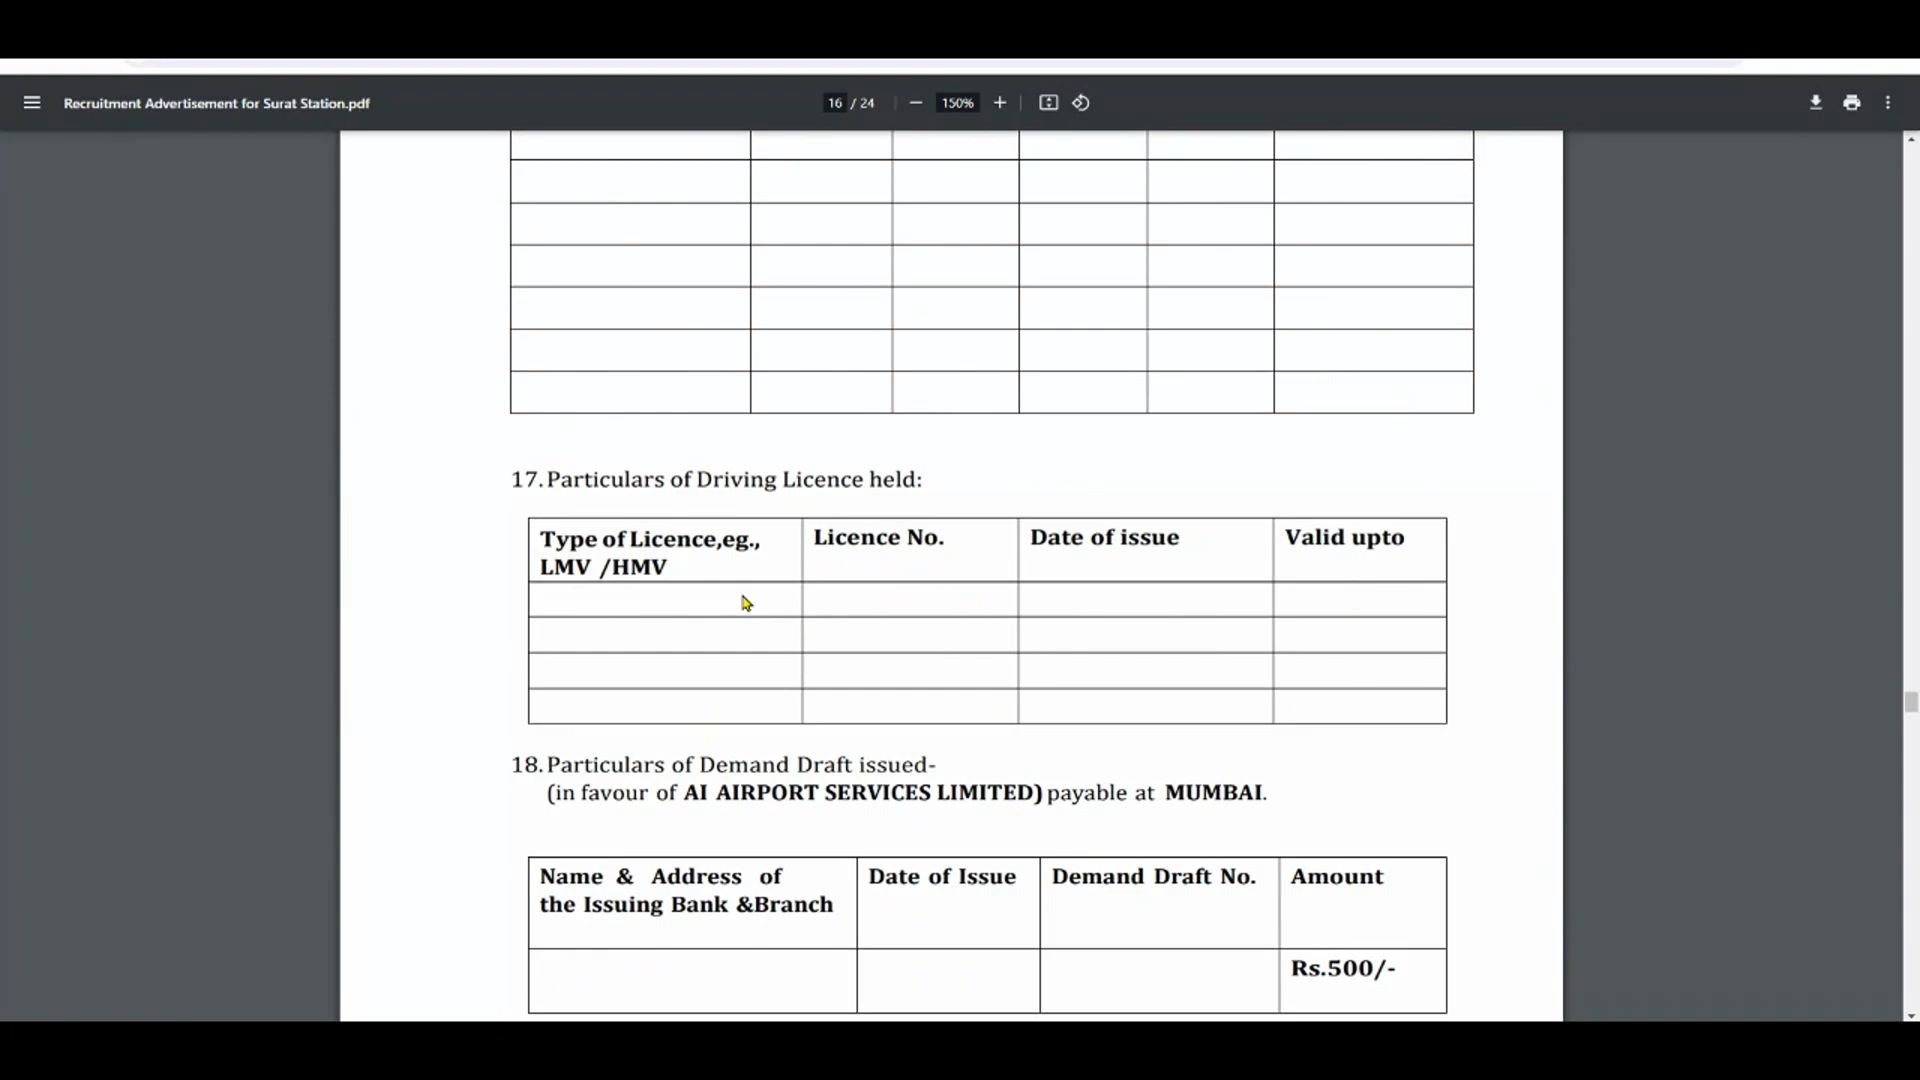 Recruitment Advertisement for Surat Station.pdf
16 / 24
150%
17. Particulars of Driving Licence held:
Type of Licence,eg., Licence No. Date of issue Valid upto
LMV /HMV
18. Particulars of Demand Draft issued-
(in favour of AI AIRPORT SERVICES LIMITED) payable at MUMBAI.
Name & Address of Date of Issue Demand Draft No. Amount
the Issuing Bank &Branch
Rs.500/-